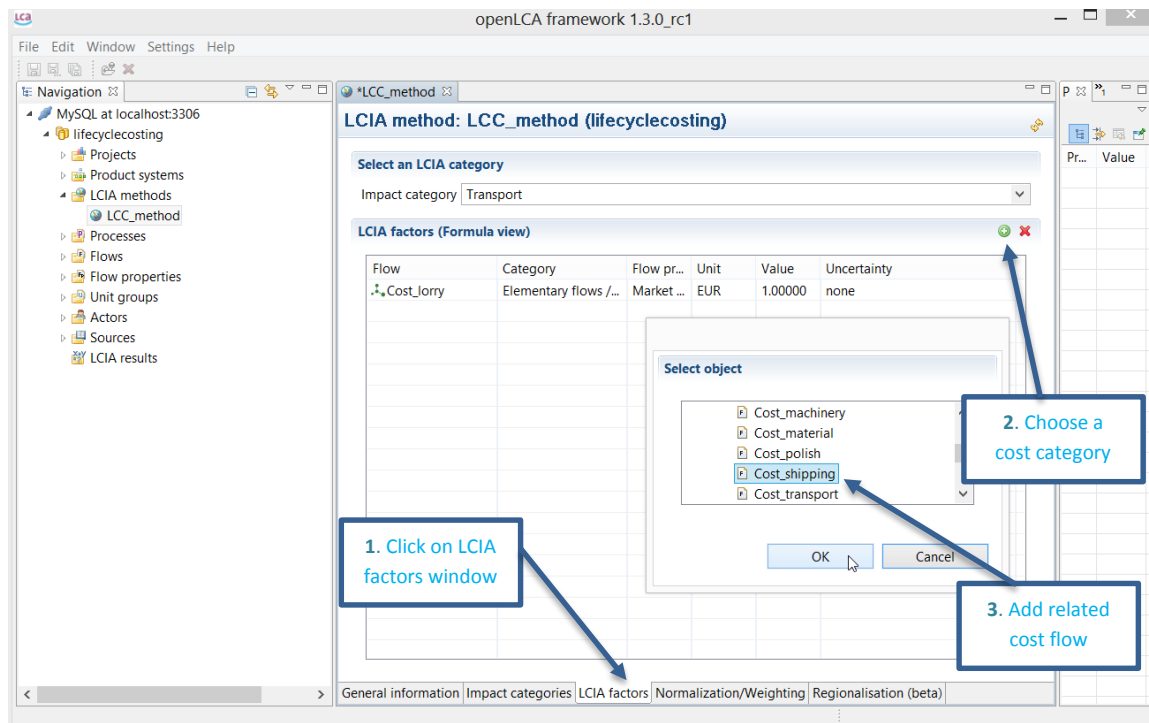 LCA
openLCA framework 1.3.0_rc1
File Edit Window Settings Help
Navigation
MySQL at localhost:3306
lifecyclecosting
Projects
Product systems
LCIA methods
LCC_method
Processes
Flows
Flow properties
Unit groups
Actors
Sources
LCIA results
*LCC_method
LCIA method: LCC_method (lifecyclecosting)
Select an LCIA category
Impact category Transport
LCIA factors (Formula view)
Flow Category Flow pr... Unit Value Uncertainty
Cost_lorry Elementary flows /... Market ... EUR 1.00000 none
Select object
Cost_machinery
Cost_material
Cost_polish
Cost_shipping
Cost_transport
OK Cancel
1. Click on LCIA
factors window
2. Choose a
cost category
3. Add related
cost flow
General information Impact categories LCIA factors Normalization/Weighting Regionalisation (beta)
P »1
Pr... Value